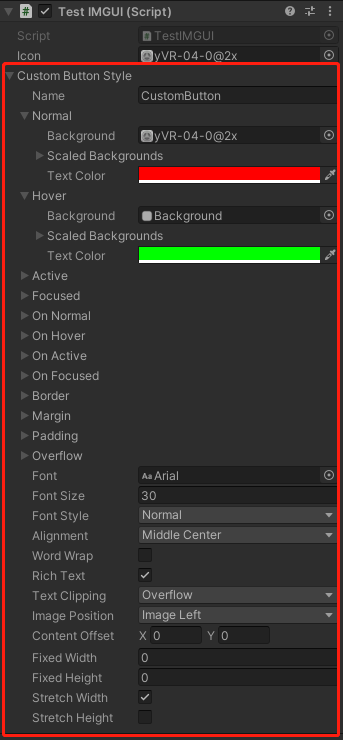 Test IMGUI (Script)
Script TestIMGUI
Icon yVR-04-0@2x
Custom Button Style
Name CustomButton
Normal
Background yVR-04-0@2x
Scaled Backgrounds
Text Color
Hover
Background Background
Scaled Backgrounds
Text Color
Active
Focused
On Normal
On Hover
On Active
On Focused
Border
Margin
Padding
Overflow
Font Aa Arial
Font Size 30
Font Style Normal
Alignment Middle Center
Word Wrap
Rich Text
Text Clipping Overflow
Image Position Image Left
Content Offset X 0 Y 0
Fixed Width 0
Fixed Height 0
Stretch Width
Stretch Height